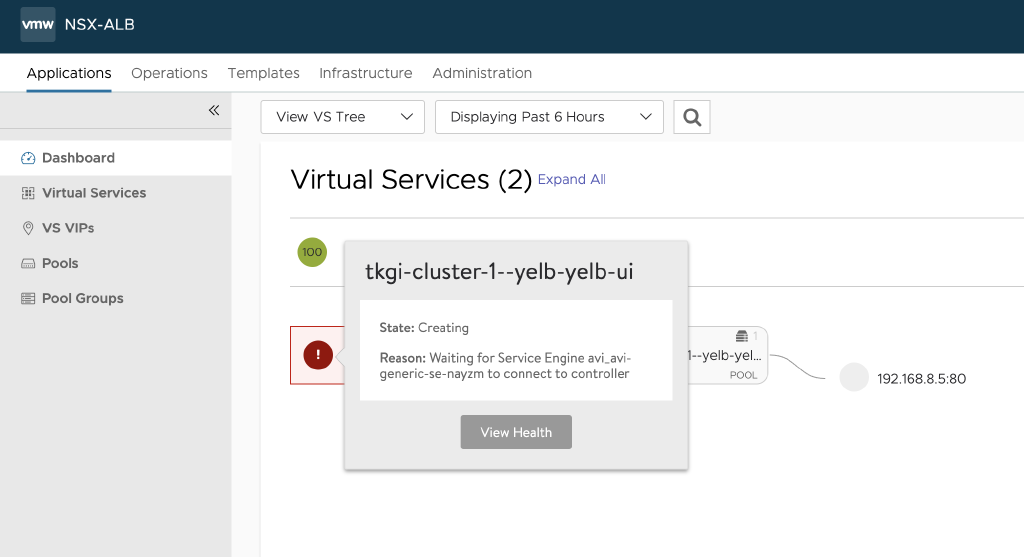 vmw NSX-ALB
Applications Operations Templates Infrastructure Administration
«
View VS Tree Displaying Past 6 Hours
Dashboard
Virtual Services
VS VIPs
Pools
Pool Groups
Virtual Services (2) Expand All
100
tkgi-cluster-1--yelb-yelb-ui
State: Creating
Reason: Waiting for Service Engine avi_avi-
generic-se-nayzm to connect to controller
View Health
!
1
1--yelb-yel...
POOL
192.168.8.5:80